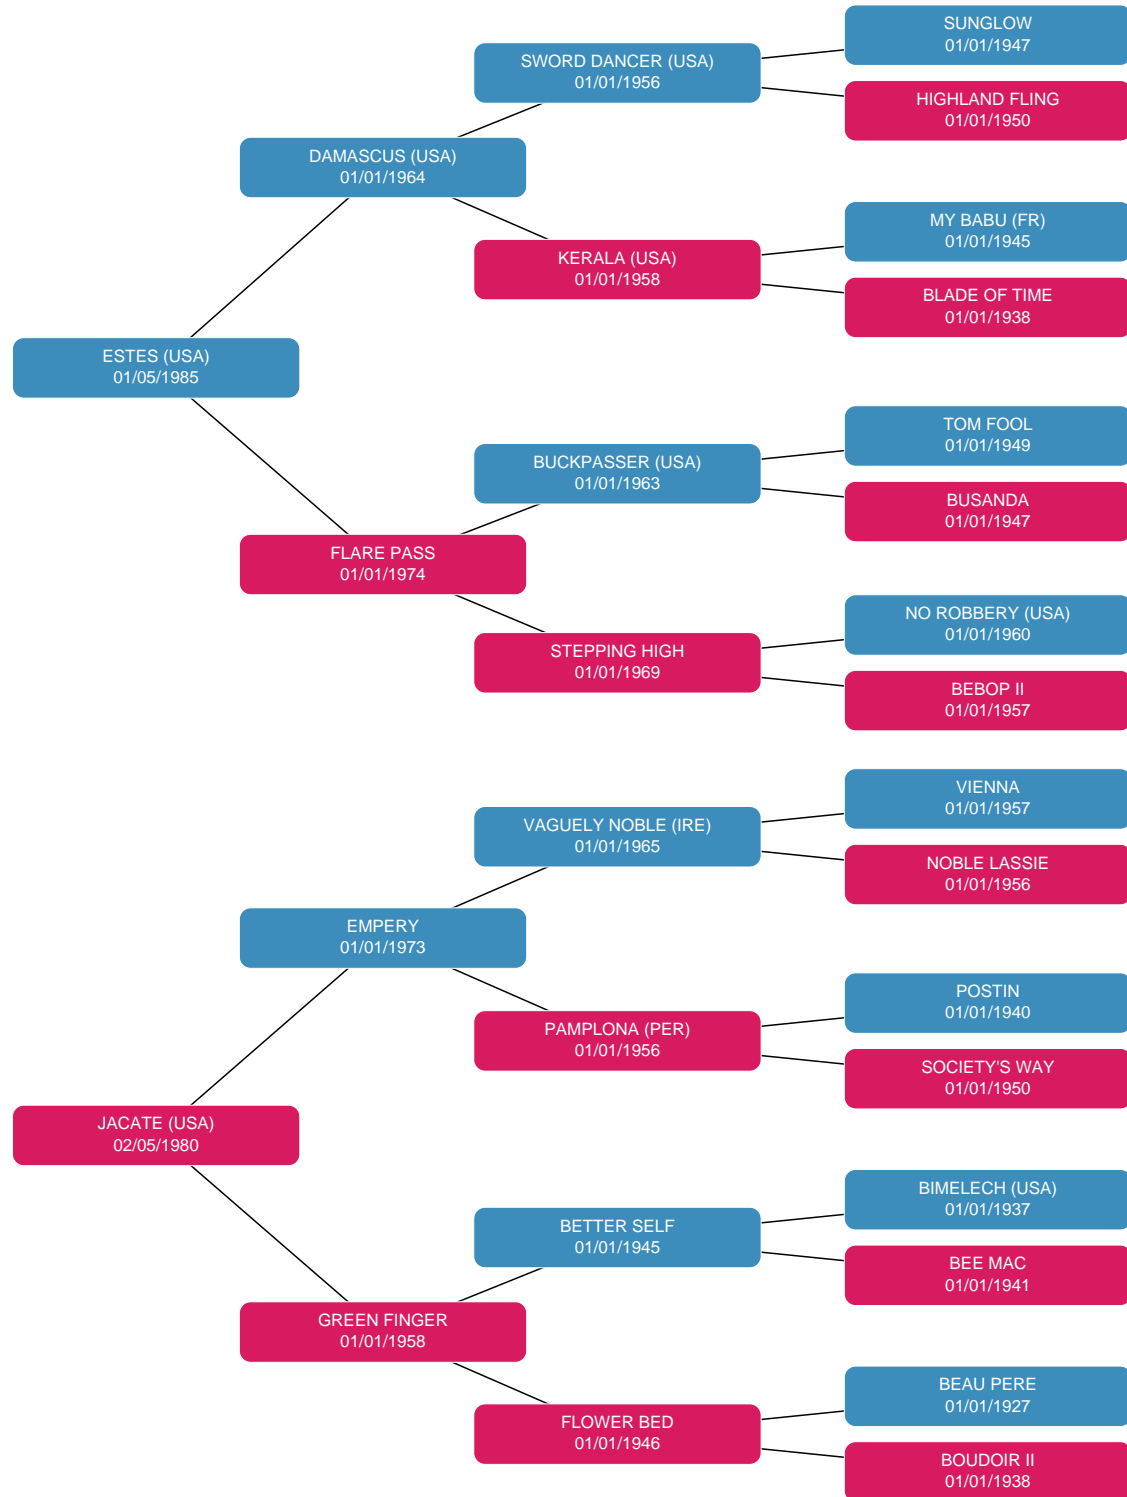 SUNGLOW
01/01/1947
SWORD DANCER (USA)
01/01/1956
HIGHLAND FLING
01/01/1950
DAMASCUS (USA)
01/01/1964
MY BABU (FR)
01/01/1945
KERALA (USA)
01/01/1958
BLADE OF TIME
01/01/1938
ESTES (USA)
01/05/1985
TOM FOOL
01/01/1949
BUCKPASSER (USA)
01/01/1963
BUSANDA
01/01/1947
FLARE PASS
01/01/1974
NO ROBBERY (USA)
01/01/1960
STEPPING HIGH
01/01/1969
BEBOP II
01/01/1957
VIENNA
01/01/1957
VAGUELY NOBLE (IRE)
01/01/1965
NOBLE LASSIE
01/01/1956
EMPERY
01/01/1973
POSTIN
01/01/1940
PAMPLONA (PER)
01/01/1956
SOCIETY'S WAY
01/01/1950
JACATE (USA)
02/05/1980
BIMELECH (USA)
01/01/1937
BETTER SELF
01/01/1945
BEE MAC
01/01/1941
GREEN FINGER
01/01/1958
BEAU PERE
01/01/1927
FLOWER BED
01/01/1946
BOUDOIR II
01/01/1938